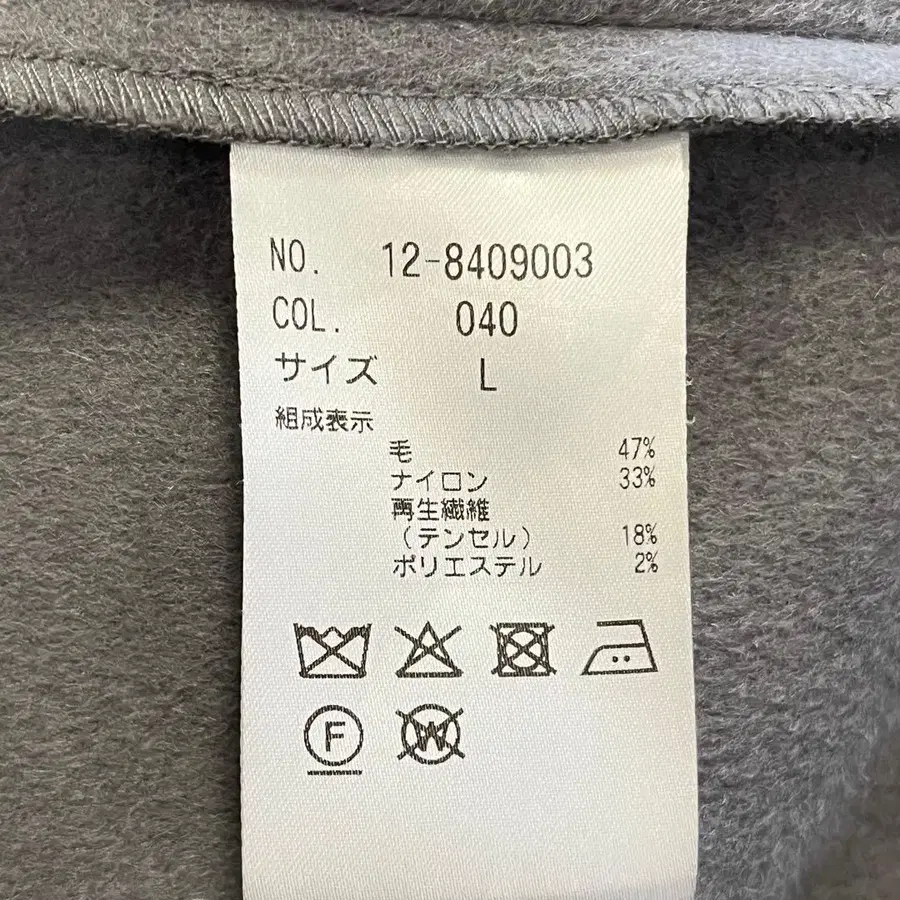 NO. 12-8409003
COL. 040
サイズ L
組成表示
毛 47%
ナイロン 33%
再生繊維
(テンセル) 18%
ポリエステル 2%
F W